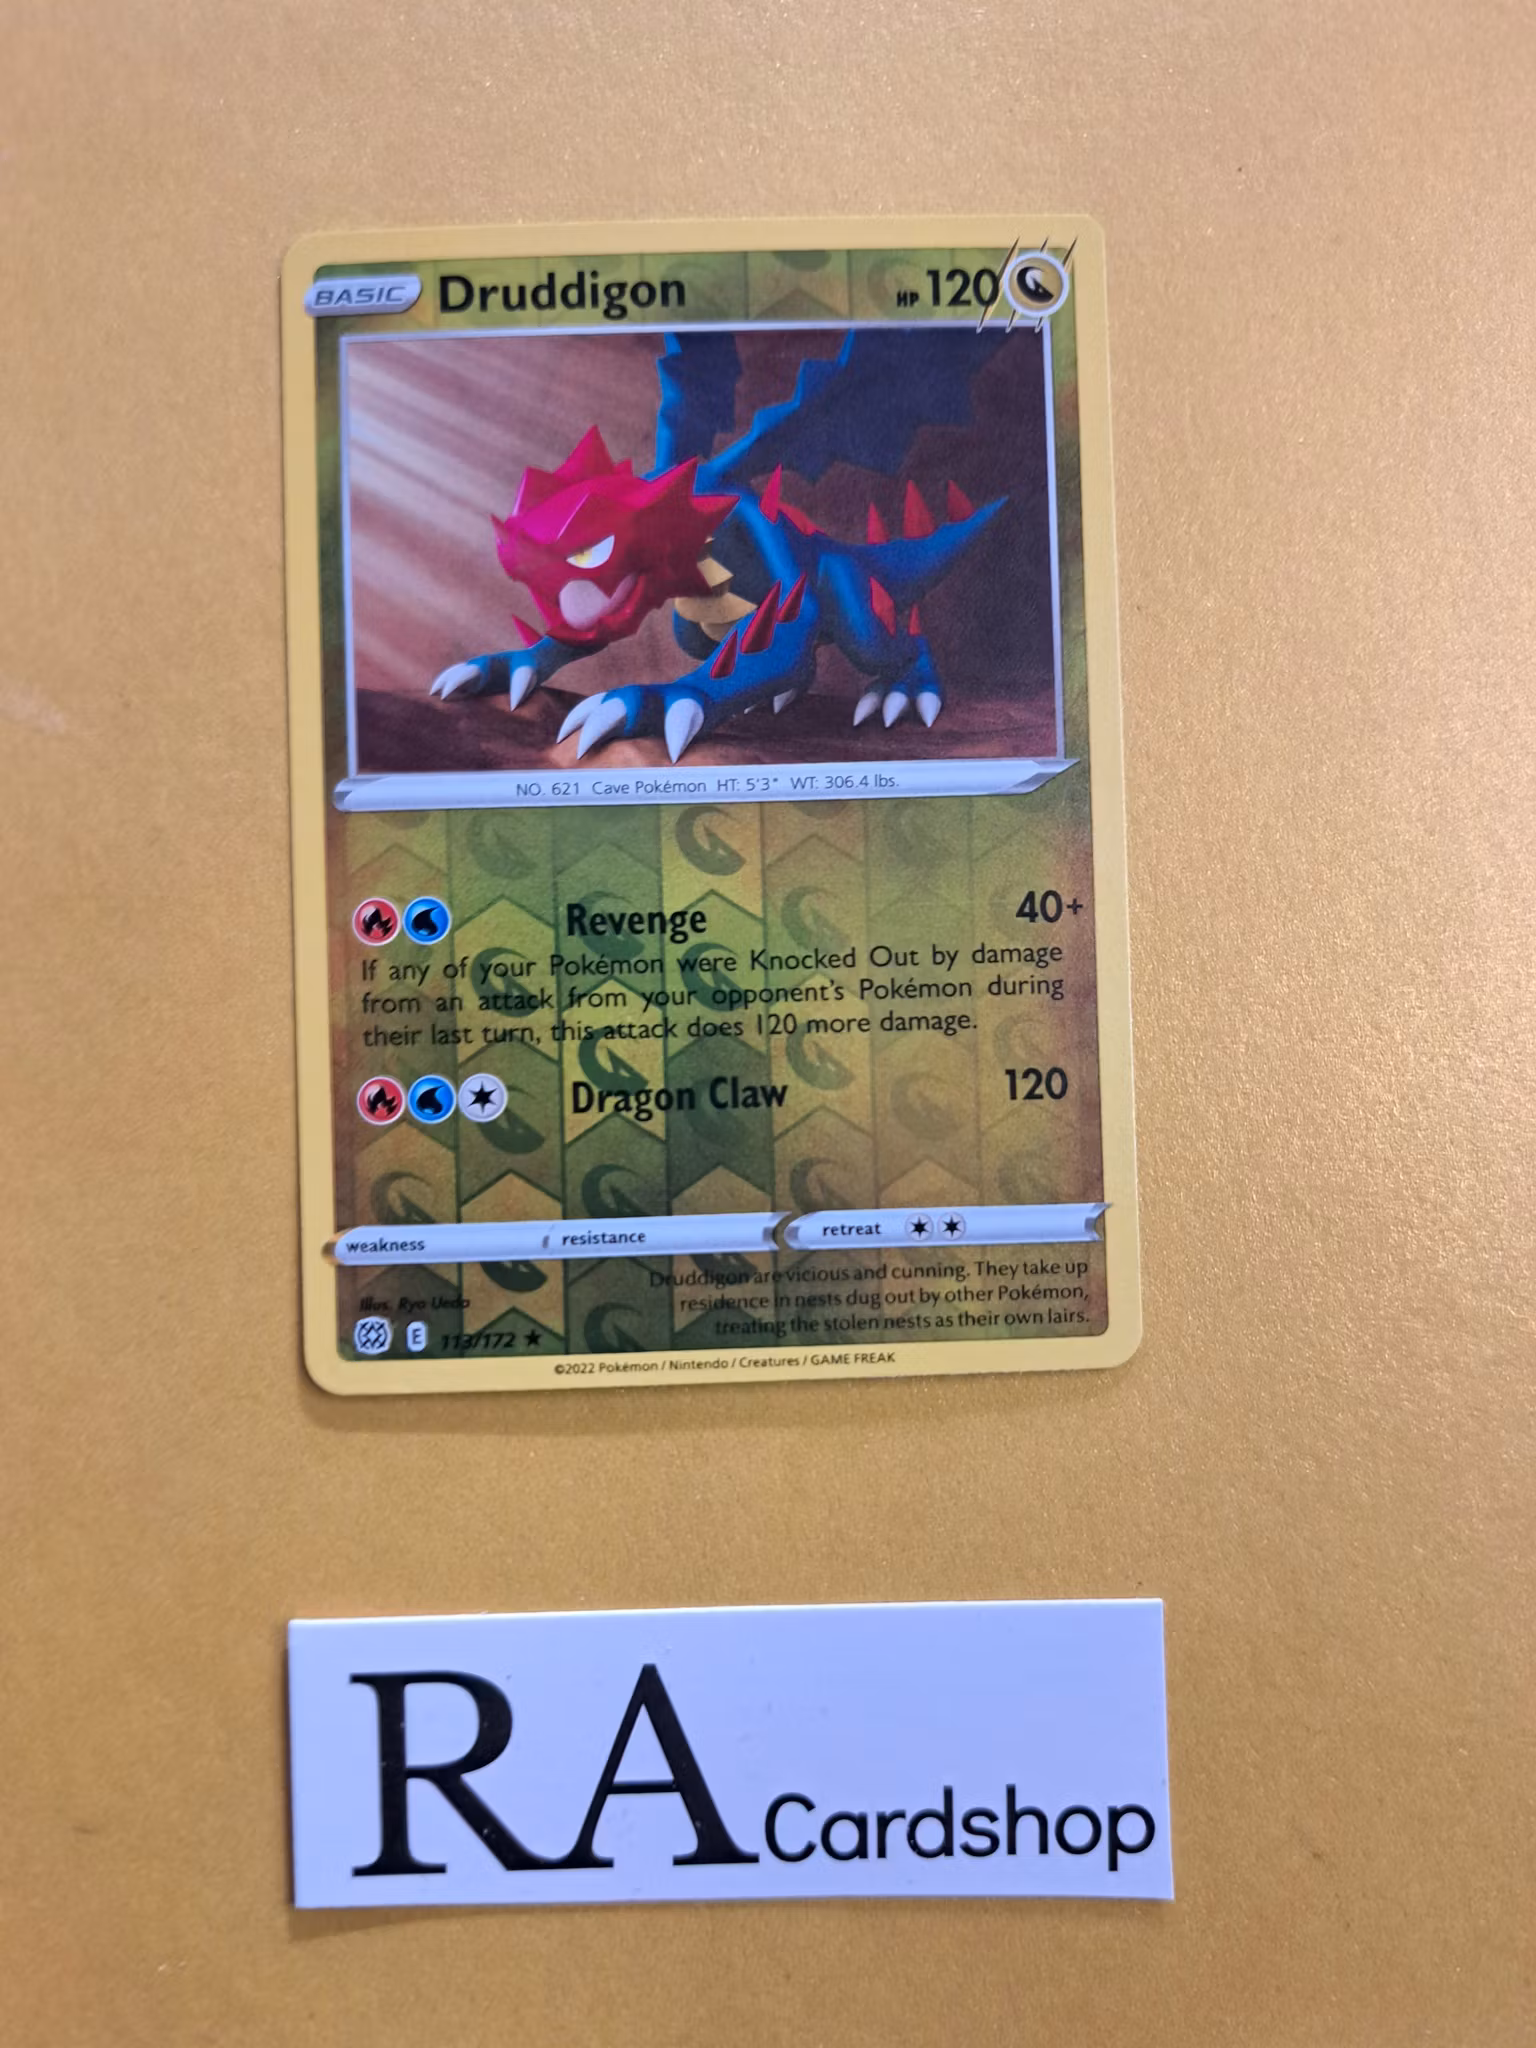 BASIC Druddigon HP 120
NO. 621 Cave Pokémon HT: 5'3" WT: 306.4 lbs.
Revenge 40+
If any of your Pokémon were Knocked Out by damage
from an attack from your opponent's Pokémon during
their last turn, this attack does 120 more damage.
Dragon Claw 120
weakness resistance retreat
Druddigon are vicious and cunning. They take up
residence in nests dug out by other Pokémon,
treating the stolen nests as their own lairs.
Illus. Ryo Ueda
E 113/172 ★
©2022 Pokémon / Nintendo / Creatures / GAME FREAK
RA Cardshop